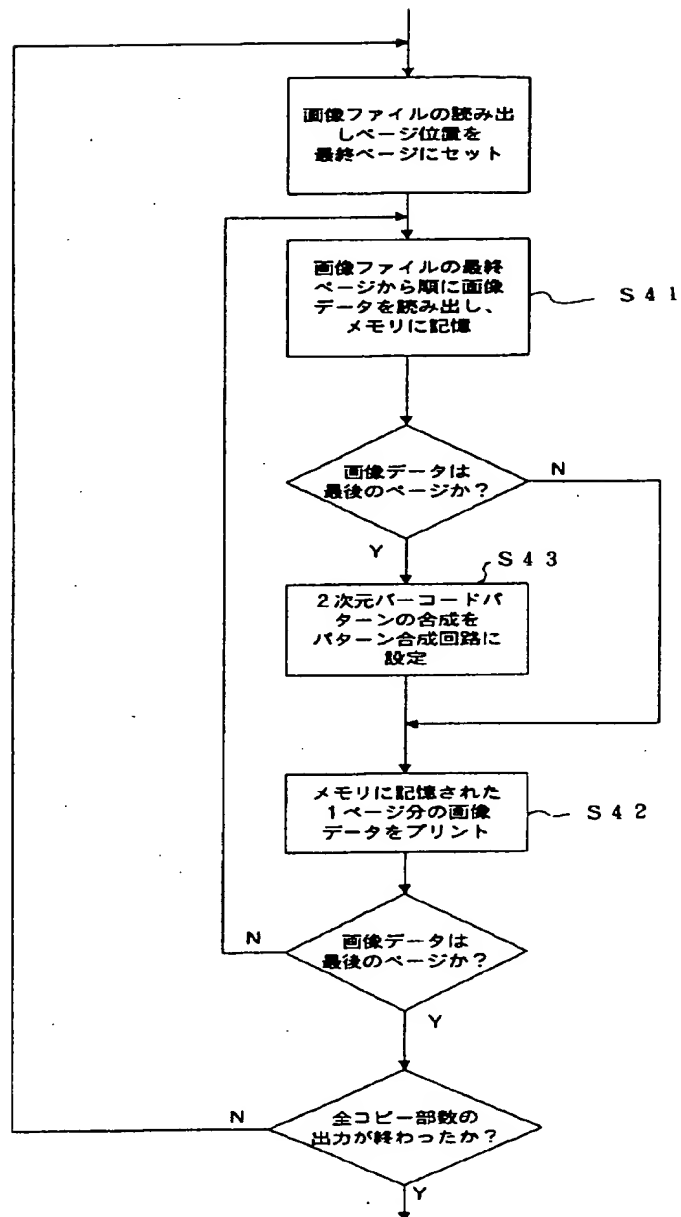 画像ファイルの読み出
しページ位置を
最終ページにセット
画像ファイルの最終
ページから順に画像
データを読み出し、
メモリに記憶
S41
画像データは
最後のページか?
N
Y
S43
2次元バーコードパ
ターンの合成を
パターン合成回路に
設定
メモリに記憶された
1ページ分の画像
データをプリント
S42
N
画像データは
最後のページか?
Y
N
全コピー部数の
出力が終わったか?
Y